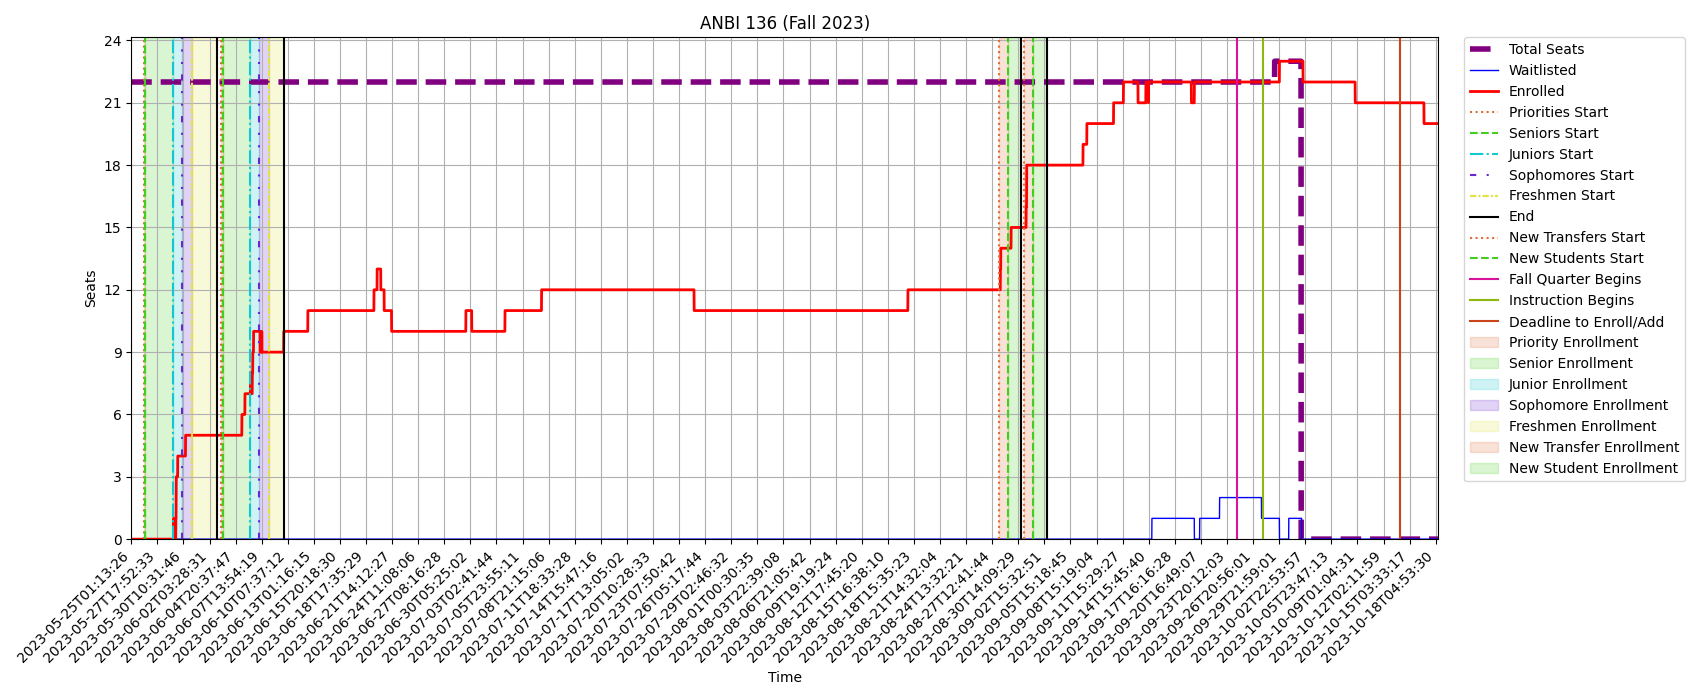 ANBI 136 (Fall 2023)
Seats
24
21
18
15
12
9
6
3
0
2023-05-25T01:13:26
2023-05-27T17:52:33
2023-05-30T10:31:46
2023-06-02T03:28:31
2023-06-04T20:37:47
2023-06-07T13:54:19
2023-06-10T07:37:12
2023-06-13T01:16:15
2023-06-15T20:18:30
2023-06-18T17:35:29
2023-06-21T14:12:27
2023-06-24T11:08:06
2023-06-27T08:16:28
2023-06-30T05:25:02
2023-07-03T02:41:44
2023-07-05T23:55:11
2023-07-08T21:15:06
2023-07-11T18:33:28
2023-07-14T15:47:16
2023-07-17T13:05:02
2023-07-20T10:28:33
2023-07-23T07:50:42
2023-07-26T05:17:44
2023-07-29T02:46:32
2023-08-01T00:30:35
2023-08-03T22:39:08
2023-08-06T21:05:42
2023-08-09T19:19:24
2023-08-12T17:45:20
2023-08-15T16:38:10
2023-08-18T15:35:23
2023-08-21T14:32:04
2023-08-24T13:32:21
2023-08-27T12:41:44
2023-08-30T14:09:29
2023-09-02T15:32:51
2023-09-05T15:18:45
2023-09-08T15:19:04
2023-09-11T15:29:27
2023-09-14T15:45:40
2023-09-17T16:16:28
2023-09-20T16:49:07
2023-09-23T20:12:03
2023-09-26T20:56:01
2023-09-29T21:59:01
2023-10-02T22:53:57
2023-10-05T23:47:13
2023-10-09T01:04:31
2023-10-12T02:11:59
2023-10-15T03:33:17
2023-10-18T04:53:30
Time
Total Seats
Waitlisted
Enrolled
Priorities Start
Seniors Start
Juniors Start
Sophomores Start
Freshmen Start
End
New Transfers Start
New Students Start
Fall Quarter Begins
Instruction Begins
Deadline to Enroll/Add
Priority Enrollment
Senior Enrollment
Junior Enrollment
Sophomore Enrollment
Freshmen Enrollment
New Transfer Enrollment
New Student Enrollment